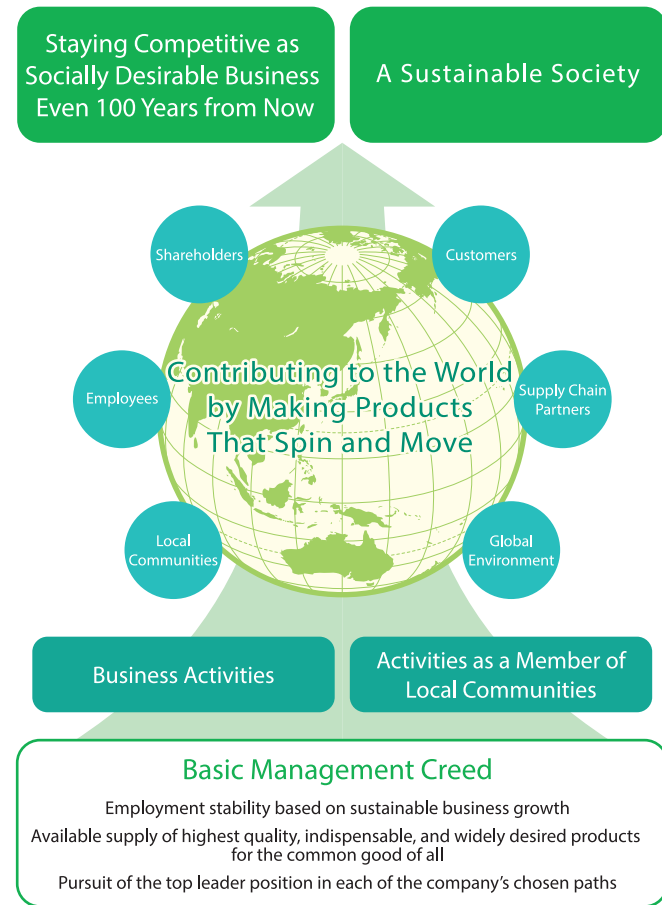 Staying Competitive as
Socially Desirable Business
Even 100 Years from Now
A Sustainable Society
Shareholders
Customers
Contributing to the World
by Making Products
That Spin and Move
Employees
Supply Chain
Partners
Local
Communities
Global
Environment
Business Activities
Activities as a Member of
Local Communities
Basic Management Creed
Employment stability based on sustainable business growth
Available supply of highest quality, indispensable, and widely desired products
for the common good of all
Pursuit of the top leader position in each of the company’s chosen paths